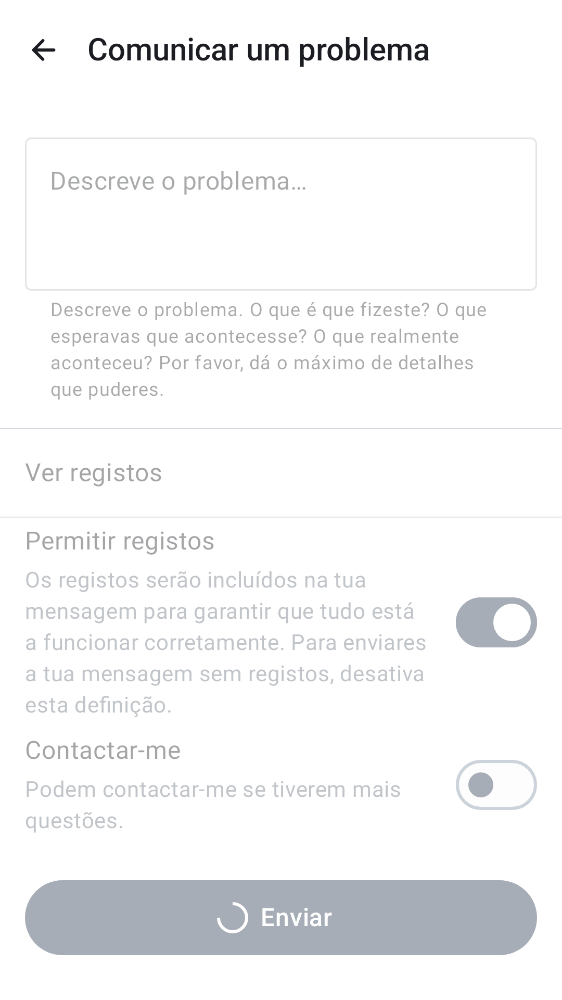 Comunicar um problema
Descreve o problema…
Descreve o problema. O que é que fizeste? O que
esperavas que acontecesse? O que realmente
aconteceu? Por favor, dá o máximo de detalhes
que puderes.
Ver registos
Permitir registos
Os registos serão incluídos na tua
mensagem para garantir que tudo está
a funcionar corretamente. Para enviares
a tua mensagem sem registos, desativa
esta definição.
Contactar-me
Podem contactar-me se tiverem mais
questões.
Enviar